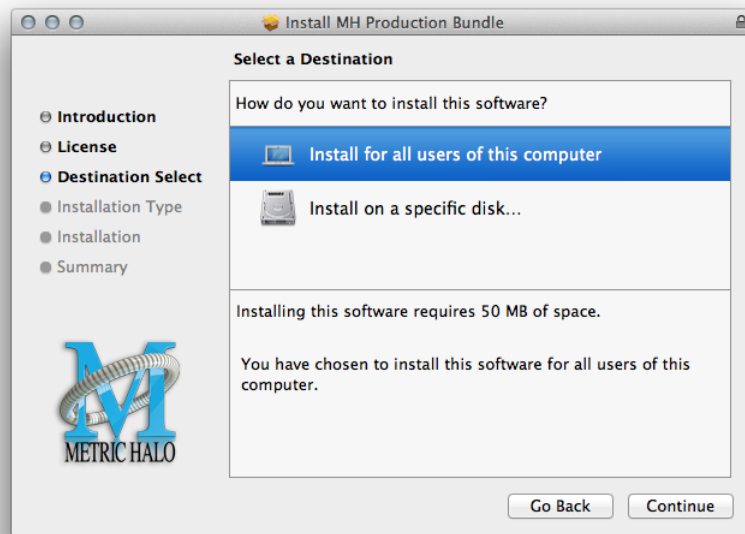 Install MH Production Bundle
Select a Destination
Introduction
License
Destination Select
Installation Type
Installation
Summary
How do you want to install this software?
Install for all users of this computer
Install on a specific disk...
Installing this software requires 50 MB of space.
You have chosen to install this software for all users of this
computer.
METRIC HALO
Go Back
Continue